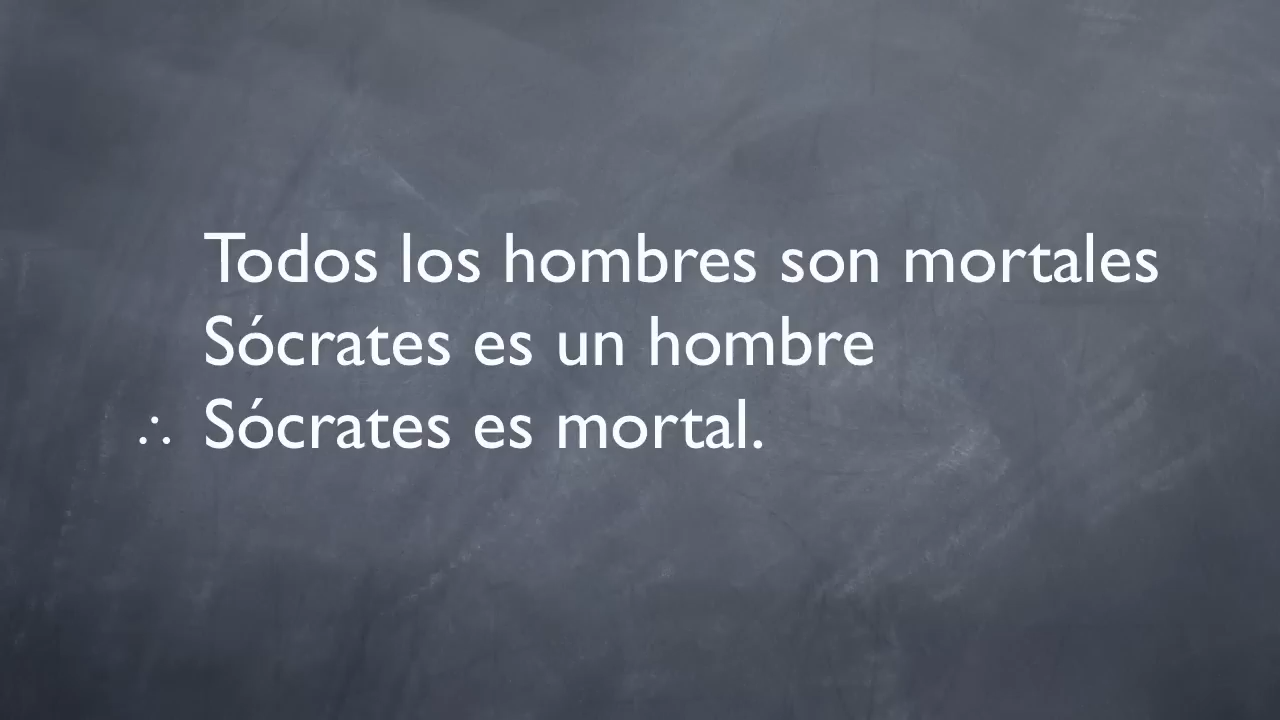 Todos los hombres son mortales
Sócrates es un hombre
∴ Sócrates es mortal.